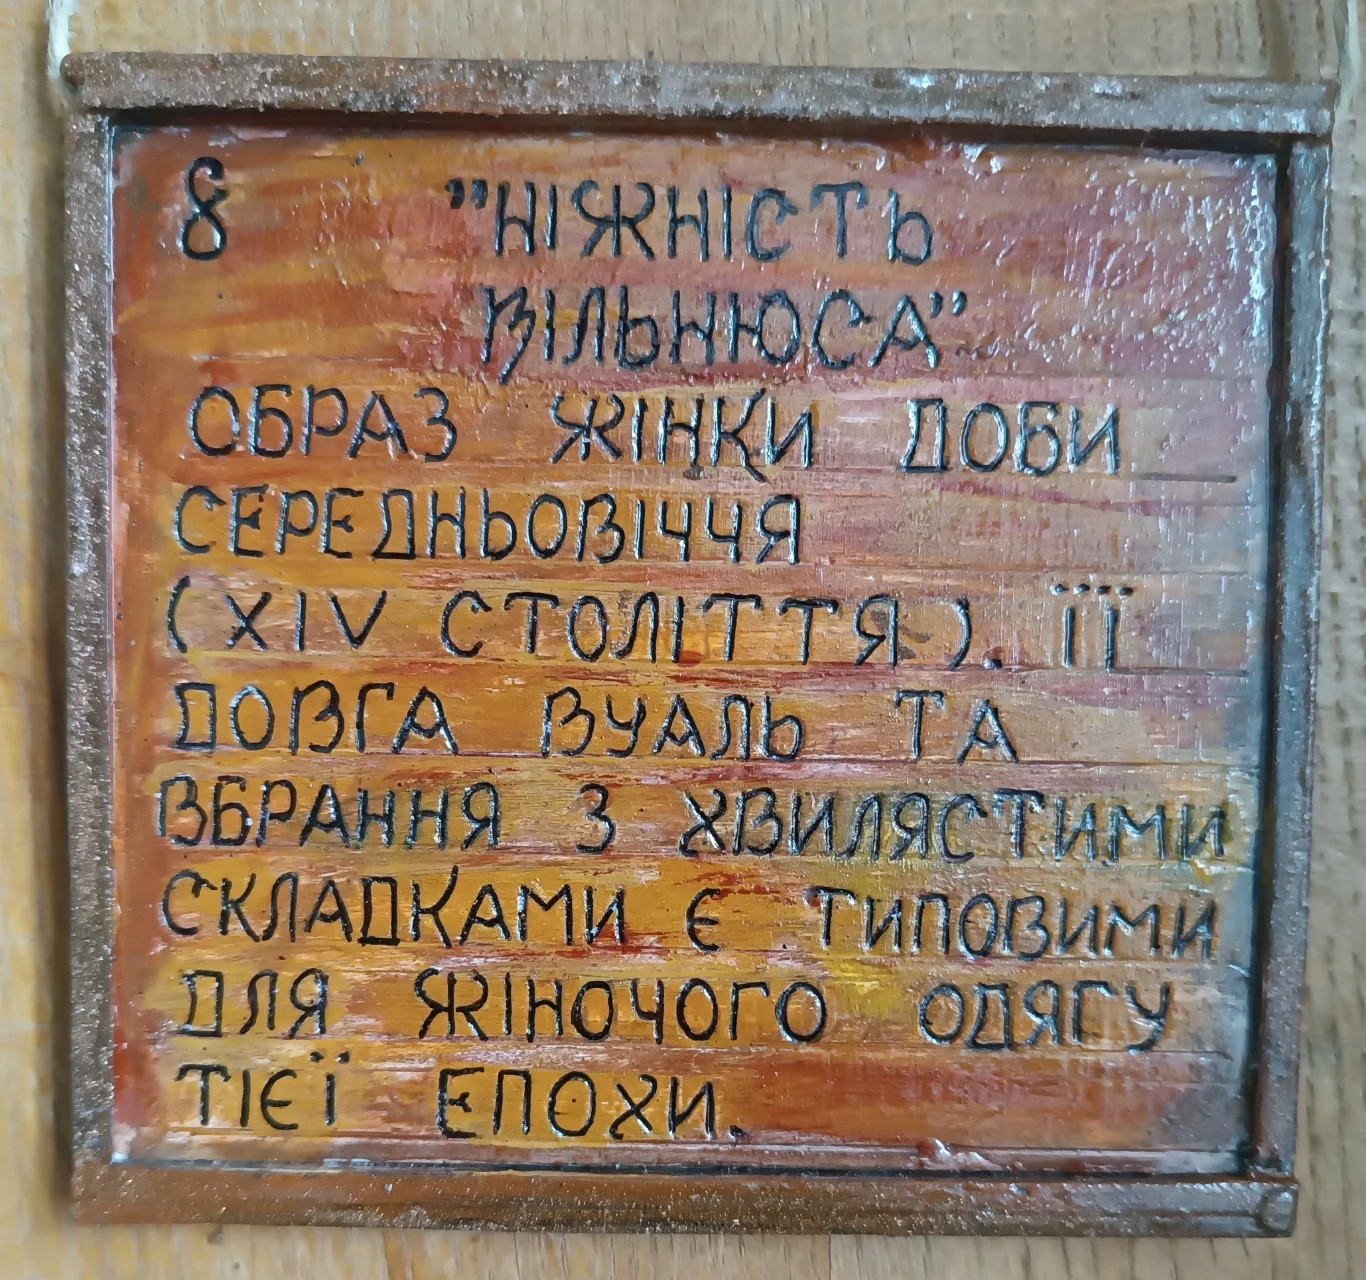 8 "НІЖНІСТЬ
ВІЛЬНЮСА"
ОБРАЗ ЖІНКИ ДОБИ
СЕРЕДНЬОВІЧЧЯ
(XIV СТОЛІТТЯ). ЇЇ
ДОВГА ВУАЛЬ ТА
ВБРАННЯ З ХВИЛЯСТИМИ
СКЛАДКАМИ Є ТИПОВИМИ
ДЛЯ ЖІНОЧОГО ОДЯГУ
ТІЄЇ ЕПОХИ.